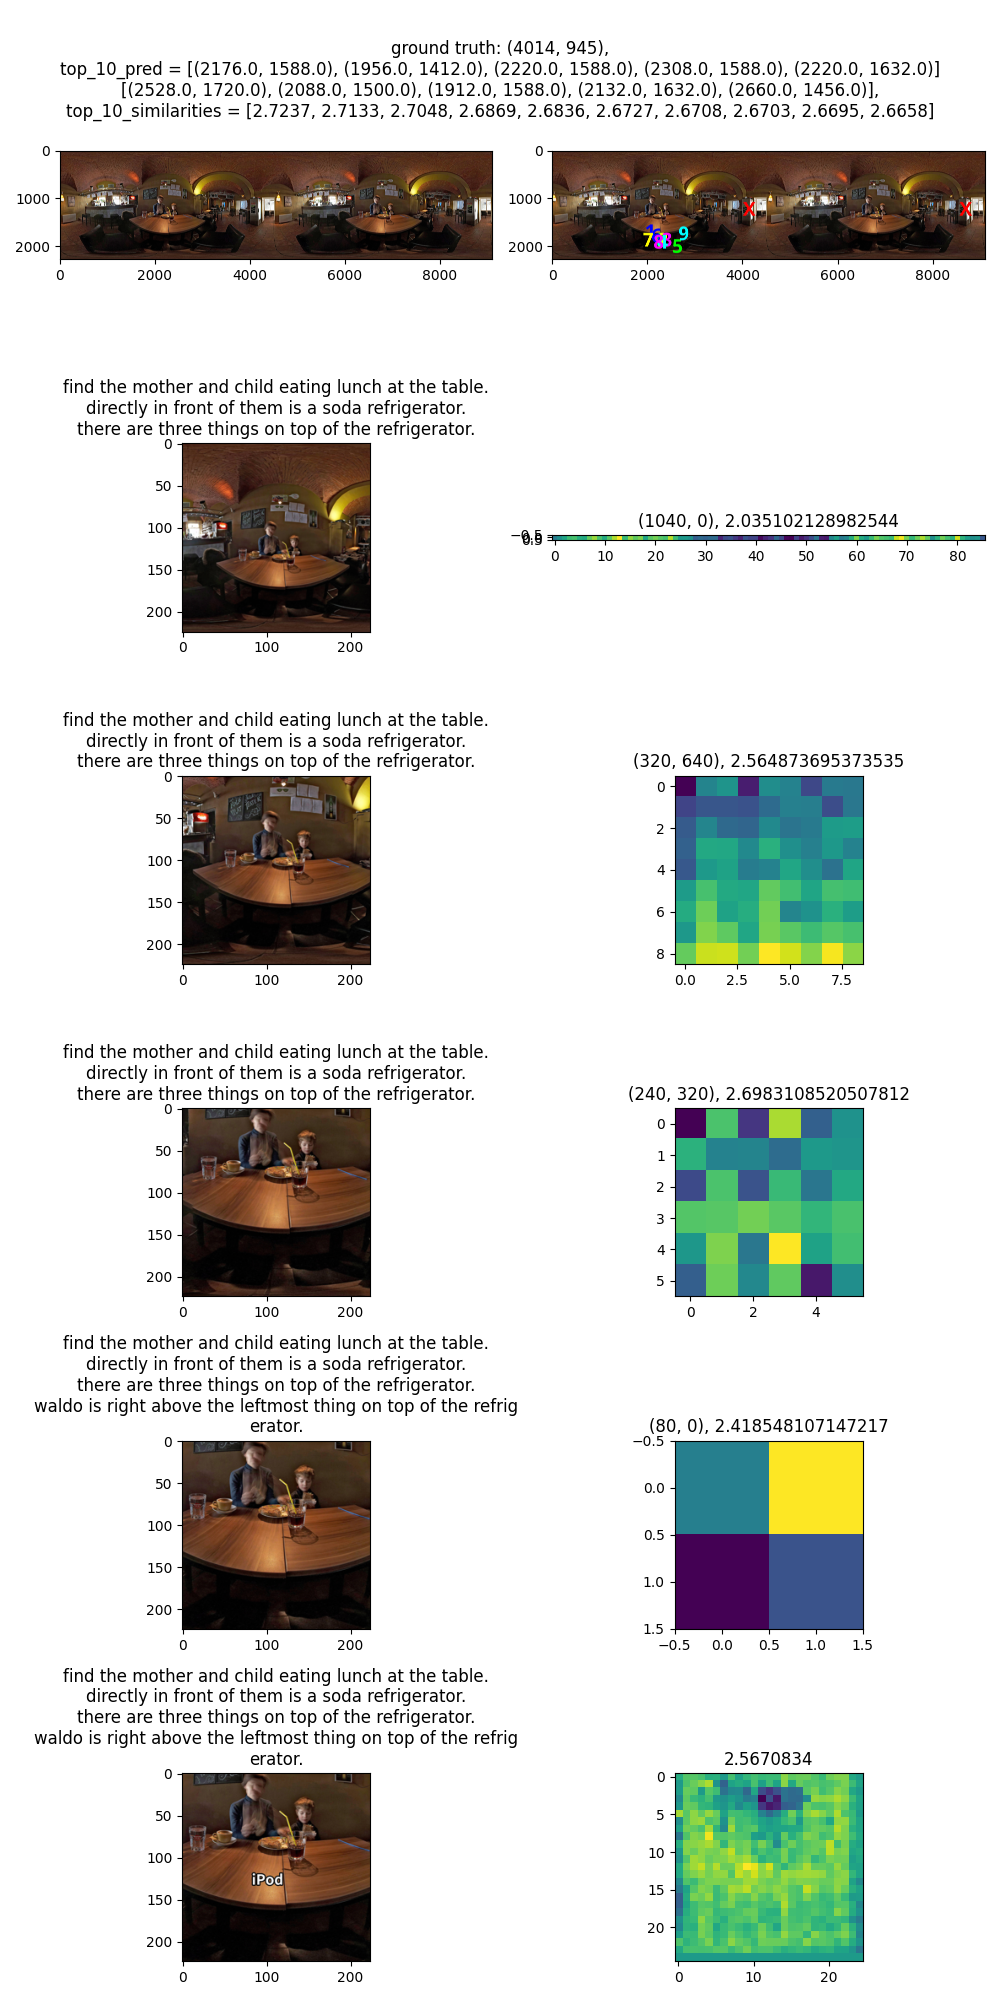 ground truth: (4014, 945),
top_10_pred = [(2176.0, 1588.0), (1956.0, 1412.0), (2220.0, 1588.0), (2308.0, 1588.0), (2220.0, 1632.0)]
[(2528.0, 1720.0), (2088.0, 1500.0), (1912.0, 1588.0), (2132.0, 1632.0), (2660.0, 1456.0)],
top_10_similarities = [2.7237, 2.7133, 2.7048, 2.6869, 2.6836, 2.6727, 2.6708, 2.6703, 2.6695, 2.6658]
0
1000
2000
0 2000 4000 6000 8000
0
1000
2000
X X
7 5 9
0 2000 4000 6000 8000
find the mother and child eating lunch at the table.
directly in front of them is a soda refrigerator.
there are three things on top of the refrigerator.
0
50
100
150
200
0 100 200
(1040, 0), 2.035102128982544
0 10 20 30 40 50 60 70 80
find the mother and child eating lunch at the table.
directly in front of them is a soda refrigerator.
there are three things on top of the refrigerator.
0
50
100
150
200
0 100 200
(320, 640), 2.564873695373535
0
2
4
6
8
0.0 2.5 5.0 7.5
find the mother and child eating lunch at the table.
directly in front of them is a soda refrigerator.
there are three things on top of the refrigerator.
0
50
100
150
200
0 100 200
(240, 320), 2.6983108520507812
0
1
2
3
4
5
0 2 4
find the mother and child eating lunch at the table.
directly in front of them is a soda refrigerator.
there are three things on top of the refrigerator.
waldo is right above the leftmost thing on top of the refrig
erator.
0
50
100
150
200
0 100 200
(80, 0), 2.418548107147217
−0.5
0.0
0.5
1.0
1.5
−0.5 0.0 0.5 1.0 1.5
find the mother and child eating lunch at the table.
directly in front of them is a soda refrigerator.
there are three things on top of the refrigerator.
waldo is right above the leftmost thing on top of the refrig
erator.
0
50
100
150
200
iPod
0 100 200
2.5670834
0
5
10
15
20
0 10 20